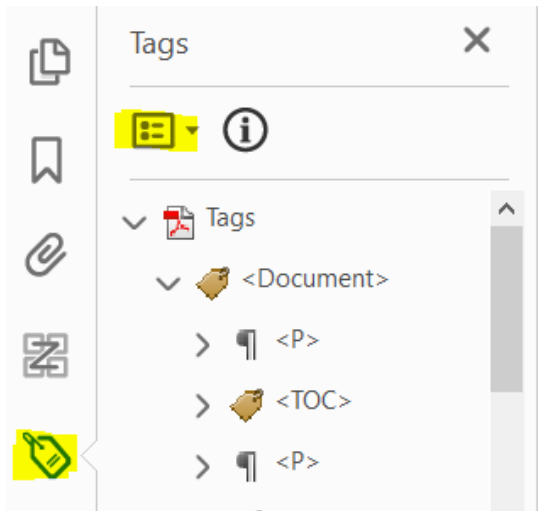 Tags
Tags
<Document>
<P>
<TOC>
<P>